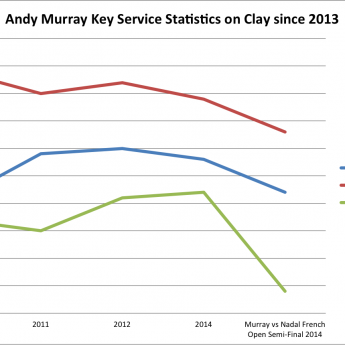 Andy Murray Key Service Statistics on Clay since 2013
2011 2012 2014 Murray vs Nadal French
Open Semi-Final 2014